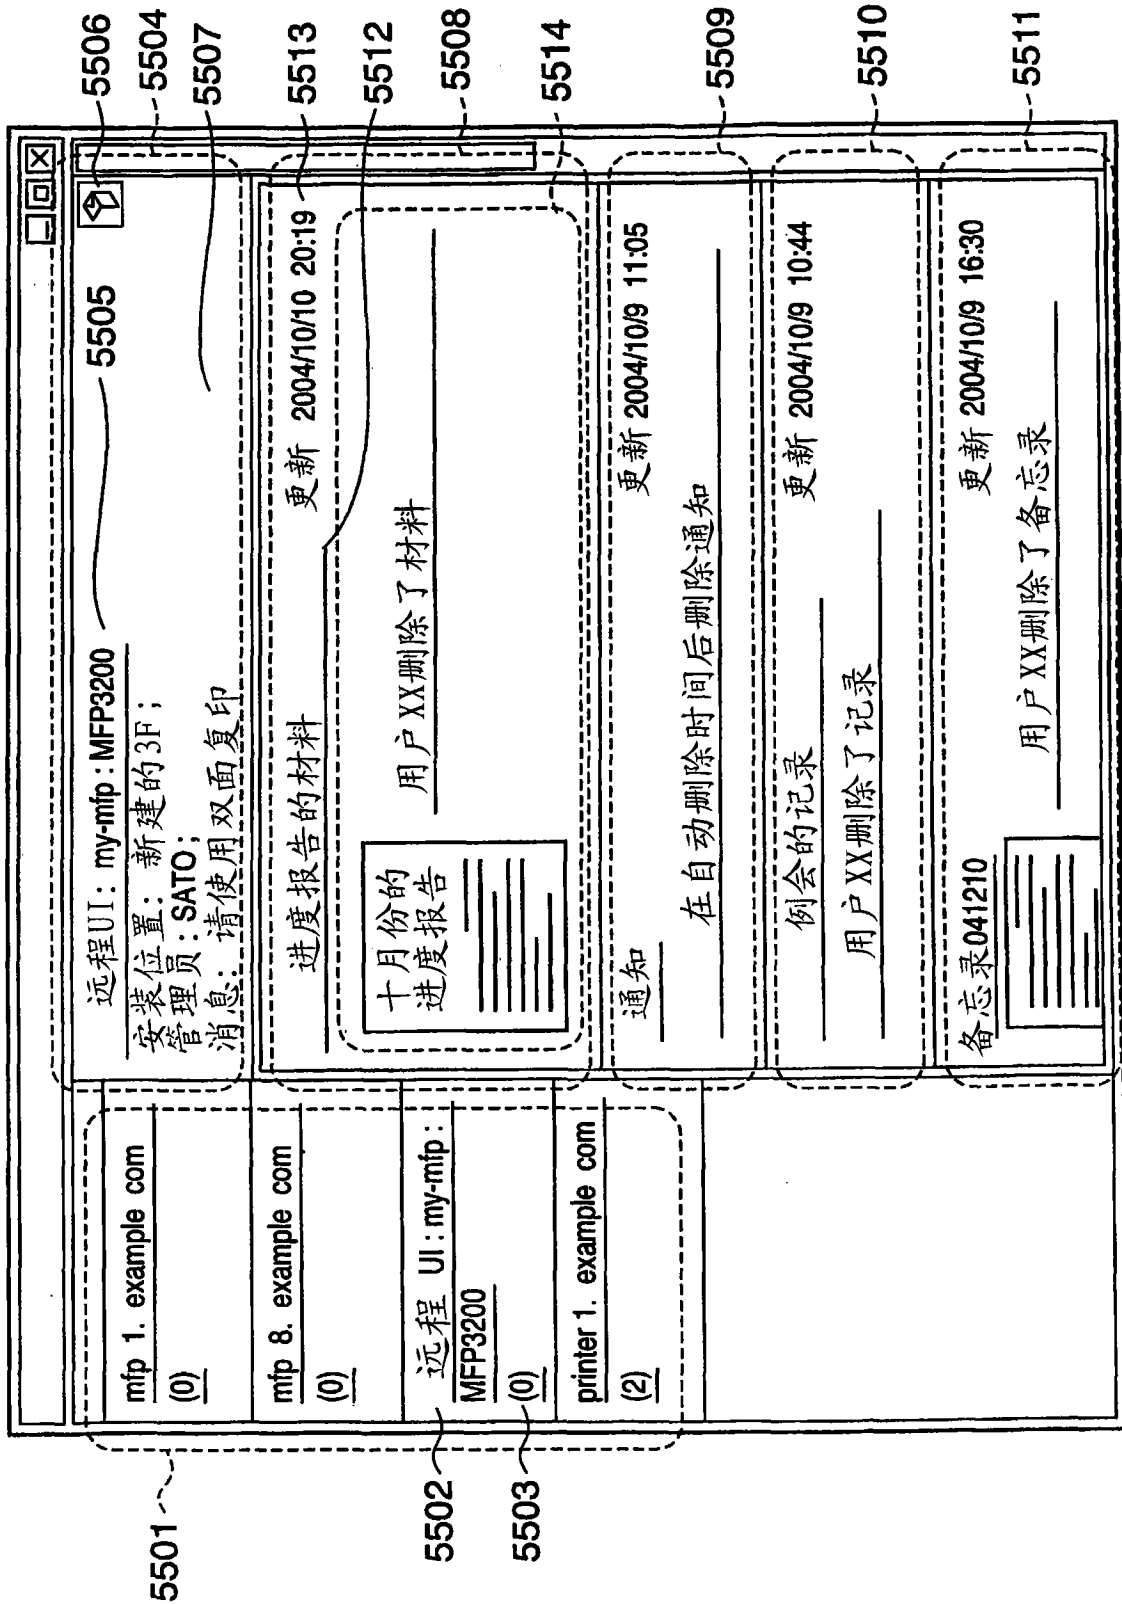 5506
5504
5507
5513
5512
5508
5514
5509
5510
5511
5505
远程UI: my-mfp:MFP3200
安装位置: 新建的3F;
管理员: SATO;
消息: 请使用双面复印
进度报告的材料
更新 2004/10/10 20:19
十月份的
进度报告
用户XX删除了材料
通知
更新 2004/10/9 11:05
在自动删除时间后删除通知
例会的记录
更新 2004/10/9 10:44
用户XX删除了记录
备忘录041210
更新 2004/10/9 16:30
用户XX删除了备忘录
mfp 1. example com
(0)
mfp 8. example com
(0)
远程 UI: my-mfp:
MFP3200
(0)
printer 1. example com
(2)
5501
5502
5503